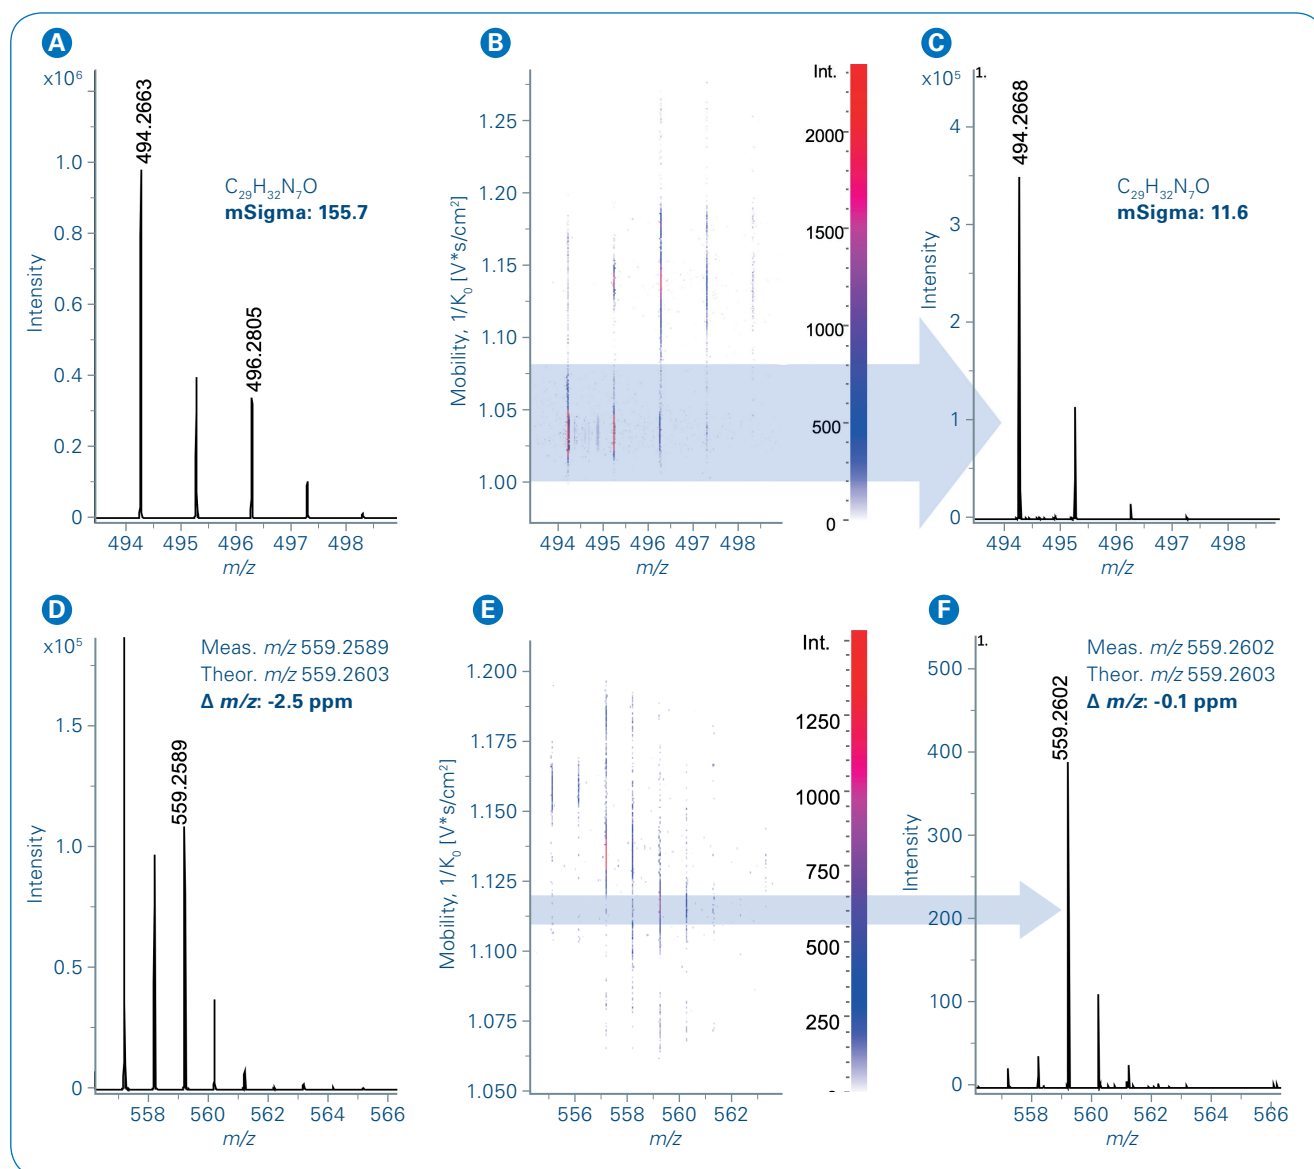 A
x10⁶
1.0
0.8
0.6
0.4
0.2
0
Intensity
494.2663
496.2805
C₂₉H₃₂N₇O
mSigma: 155.7
494 495 496 497 498
m/z
B
1.25
1.20
1.15
1.10
1.05
1.00
Mobility, 1/K₀ [V*s/cm²]
494 495 496 497 498
m/z
Int.
2000
1500
1000
500
0
C
x10⁵
1.
4
3
2
1
0
Intensity
494.2668
C₂₉H₃₂N₇O
mSigma: 11.6
494 495 496 497 498
m/z
D
x10⁵
1.5
1.0
0.5
0
Intensity
559.2589
Meas. m/z 559.2589
Theor. m/z 559.2603
Δ m/z: -2.5 ppm
558 560 562 564 566
m/z
E
1.200
1.175
1.150
1.125
1.100
1.075
1.050
Mobility, 1/K₀ [V*s/cm²]
556 558 560 562
m/z
Int.
1250
1000
750
500
250
F
1.
500
400
300
200
100
0
Intensity
559.2602
Meas. m/z 559.2602
Theor. m/z 559.2603
Δ m/z: -0.1 ppm
558 560 562 564 566
m/z